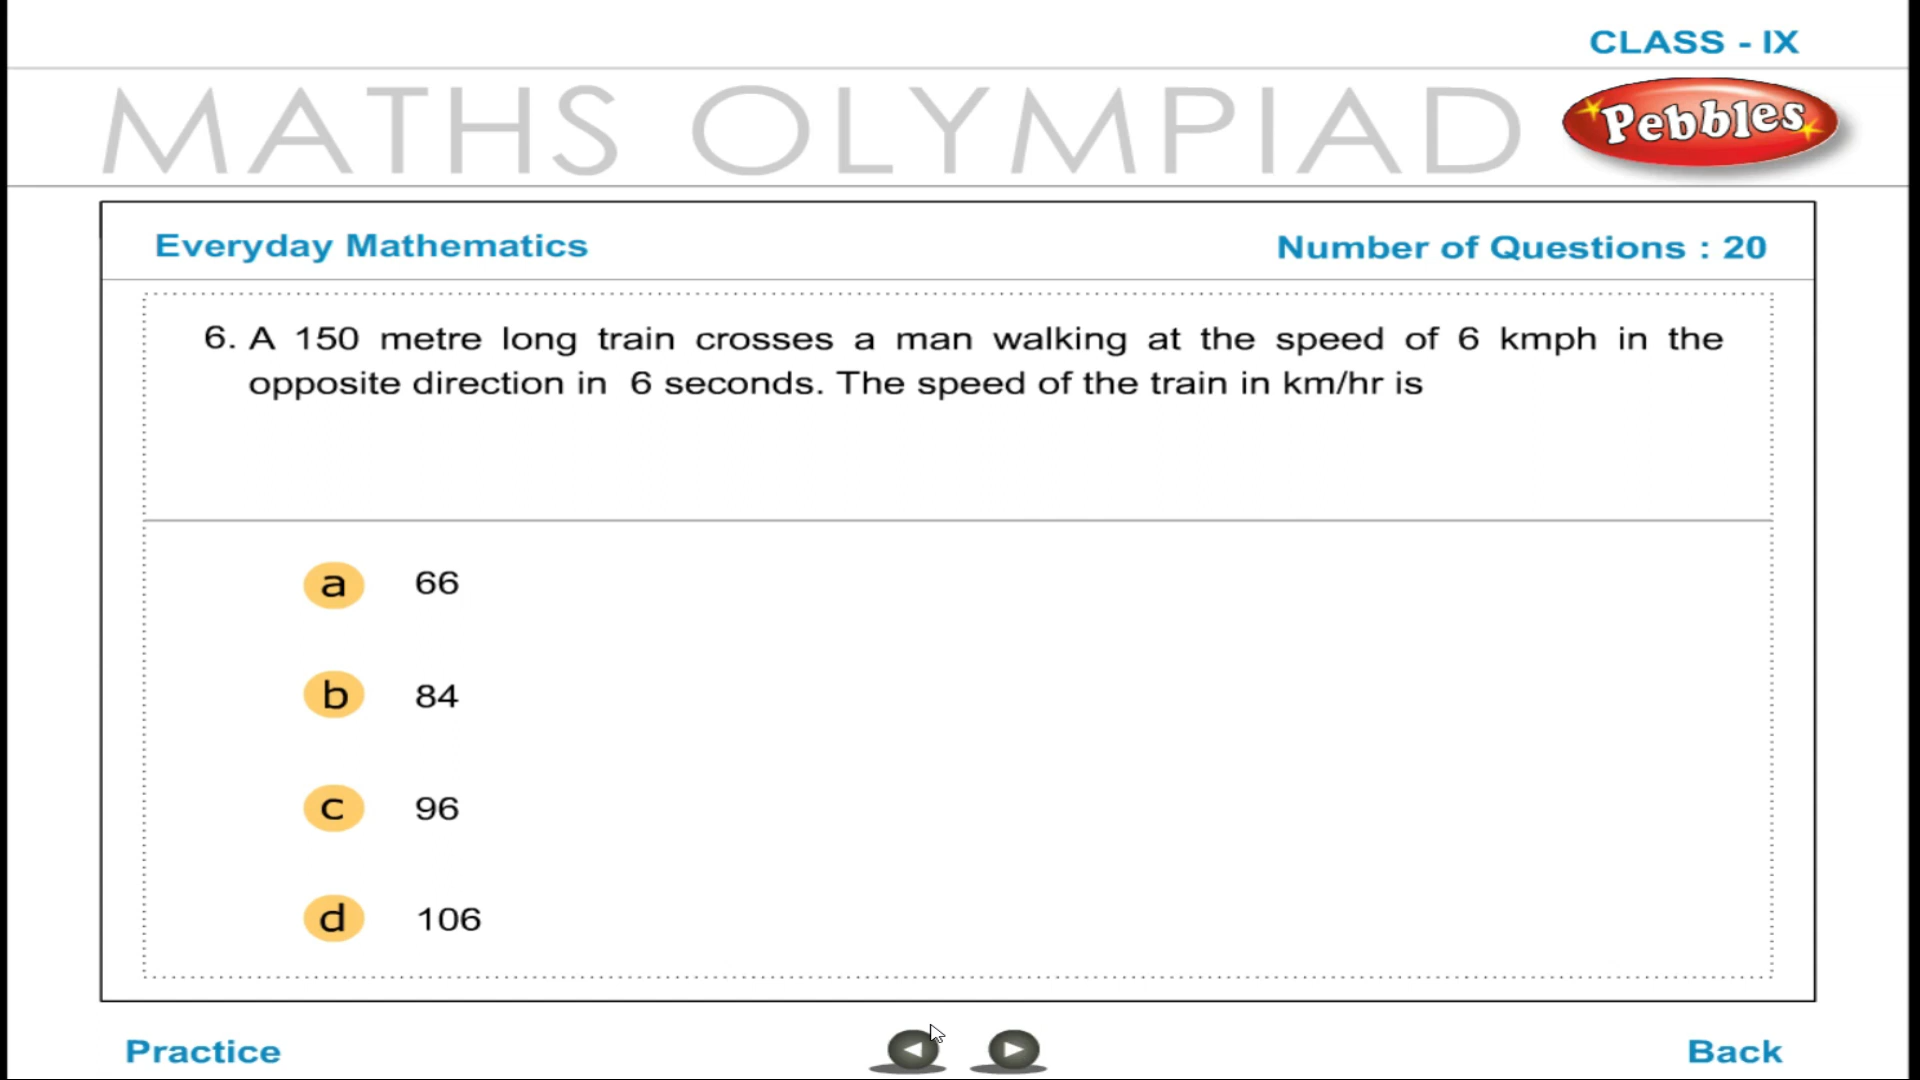 CLASS - IX
MATHS OLYMPIAD
Pebbles
Everyday Mathematics
Number of Questions : 20
6. A 150 metre long train crosses a man walking at the speed of 6 kmph in the
opposite direction in 6 seconds. The speed of the train in km/hr is
a 66
b 84
c 96
d 106
Practice
Back